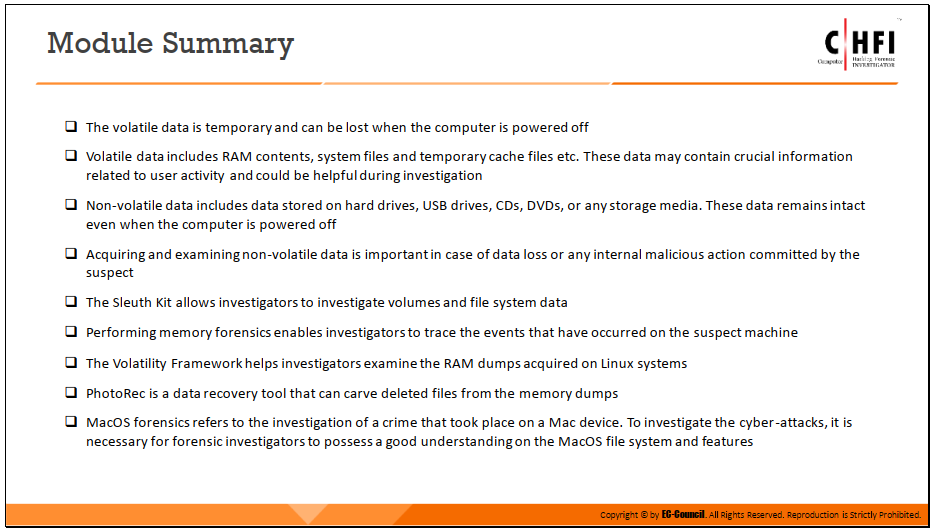 Module Summary
CHFI
Computer Hacking Forensic
INVESTIGATOR
❑ The volatile data is temporary and can be lost when the computer is powered off
❑ Volatile data includes RAM contents, system files and temporary cache files etc. These data may contain crucial information
related to user activity and could be helpful during investigation
❑ Non-volatile data includes data stored on hard drives, USB drives, CDs, DVDs, or any storage media. These data remains intact
even when the computer is powered off
❑ Acquiring and examining non-volatile data is important in case of data loss or any internal malicious action committed by the
suspect
❑ The Sleuth Kit allows investigators to investigate volumes and file system data
❑ Performing memory forensics enables investigators to trace the events that have occurred on the suspect machine
❑ The Volatility Framework helps investigators examine the RAM dumps acquired on Linux systems
❑ PhotoRec is a data recovery tool that can carve deleted files from the memory dumps
❑ MacOS forensics refers to the investigation of a crime that took place on a Mac device. To investigate the cyber-attacks, it is
necessary for forensic investigators to possess a good understanding on the MacOS file system and features
Copyright © by EC-Council. All Rights Reserved. Reproduction is Strictly Prohibited.